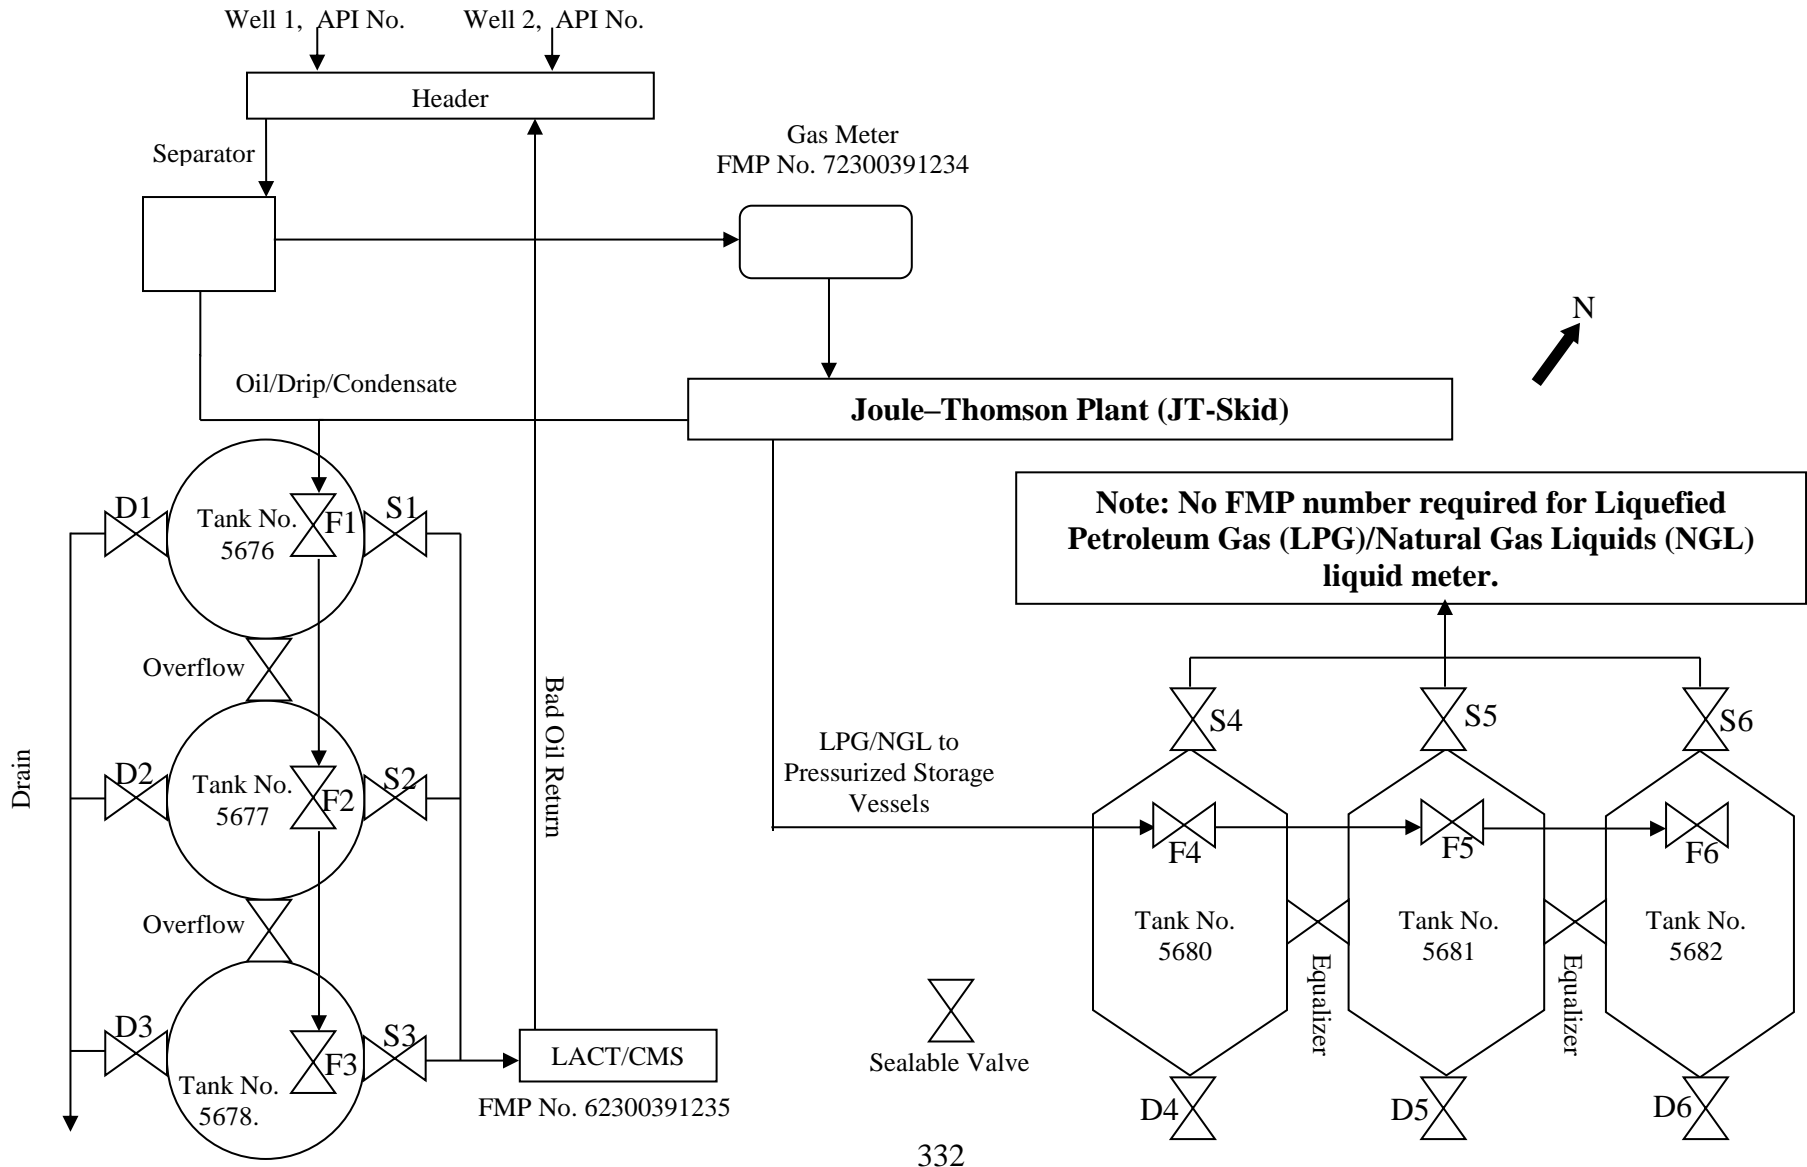 Well 1,  API No.
Well 2,  API No.
Header
Separator
Gas Meter
FMP No. 72300391234
N
Oil/Drip/Condensate
Joule–Thomson Plant (JT-Skid)
Note: No FMP number required for Liquefied
Petroleum Gas (LPG)/Natural Gas Liquids (NGL)
liquid meter.
D1
Tank No.
5676
F1
S1
Overflow
D2
Tank No.
5677
F2
S2
Drain
Bad Oil Return
LPG/NGL to
Pressurized Storage
Vessels
S4
S5
S6
F4
F5
F6
Overflow
Tank No.
5680
Tank No.
5681
Tank No.
5682
Equalizer
Equalizer
D3
F3
S3
Tank No.
5678.
LACT/CMS
FMP No. 62300391235
Sealable Valve
D4
D5
D6
332